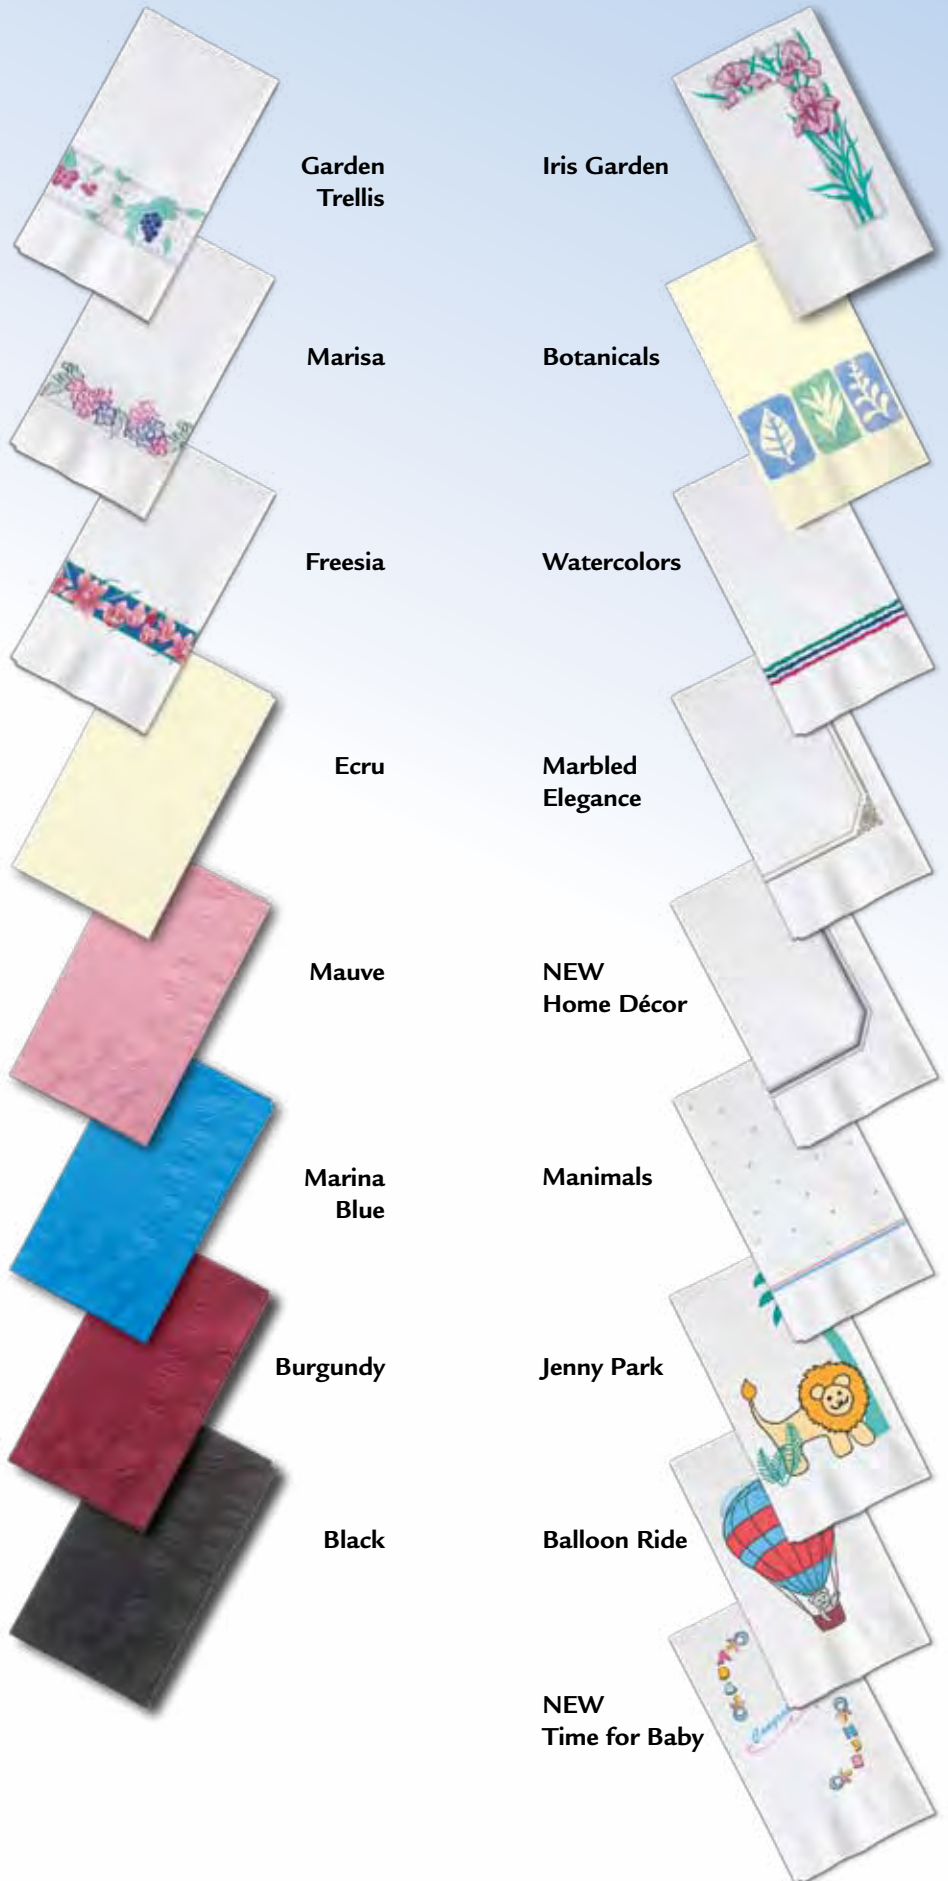 Garden
Trellis
Marisa
Freesia
Ecru
Mauve
Marina
Blue
Burgundy
Black
Iris Garden
Botanicals
Watercolors
Marbled
Elegance
NEW
Home Décor
Manimals
Jenny Park
Balloon Ride
NEW
Time for Baby